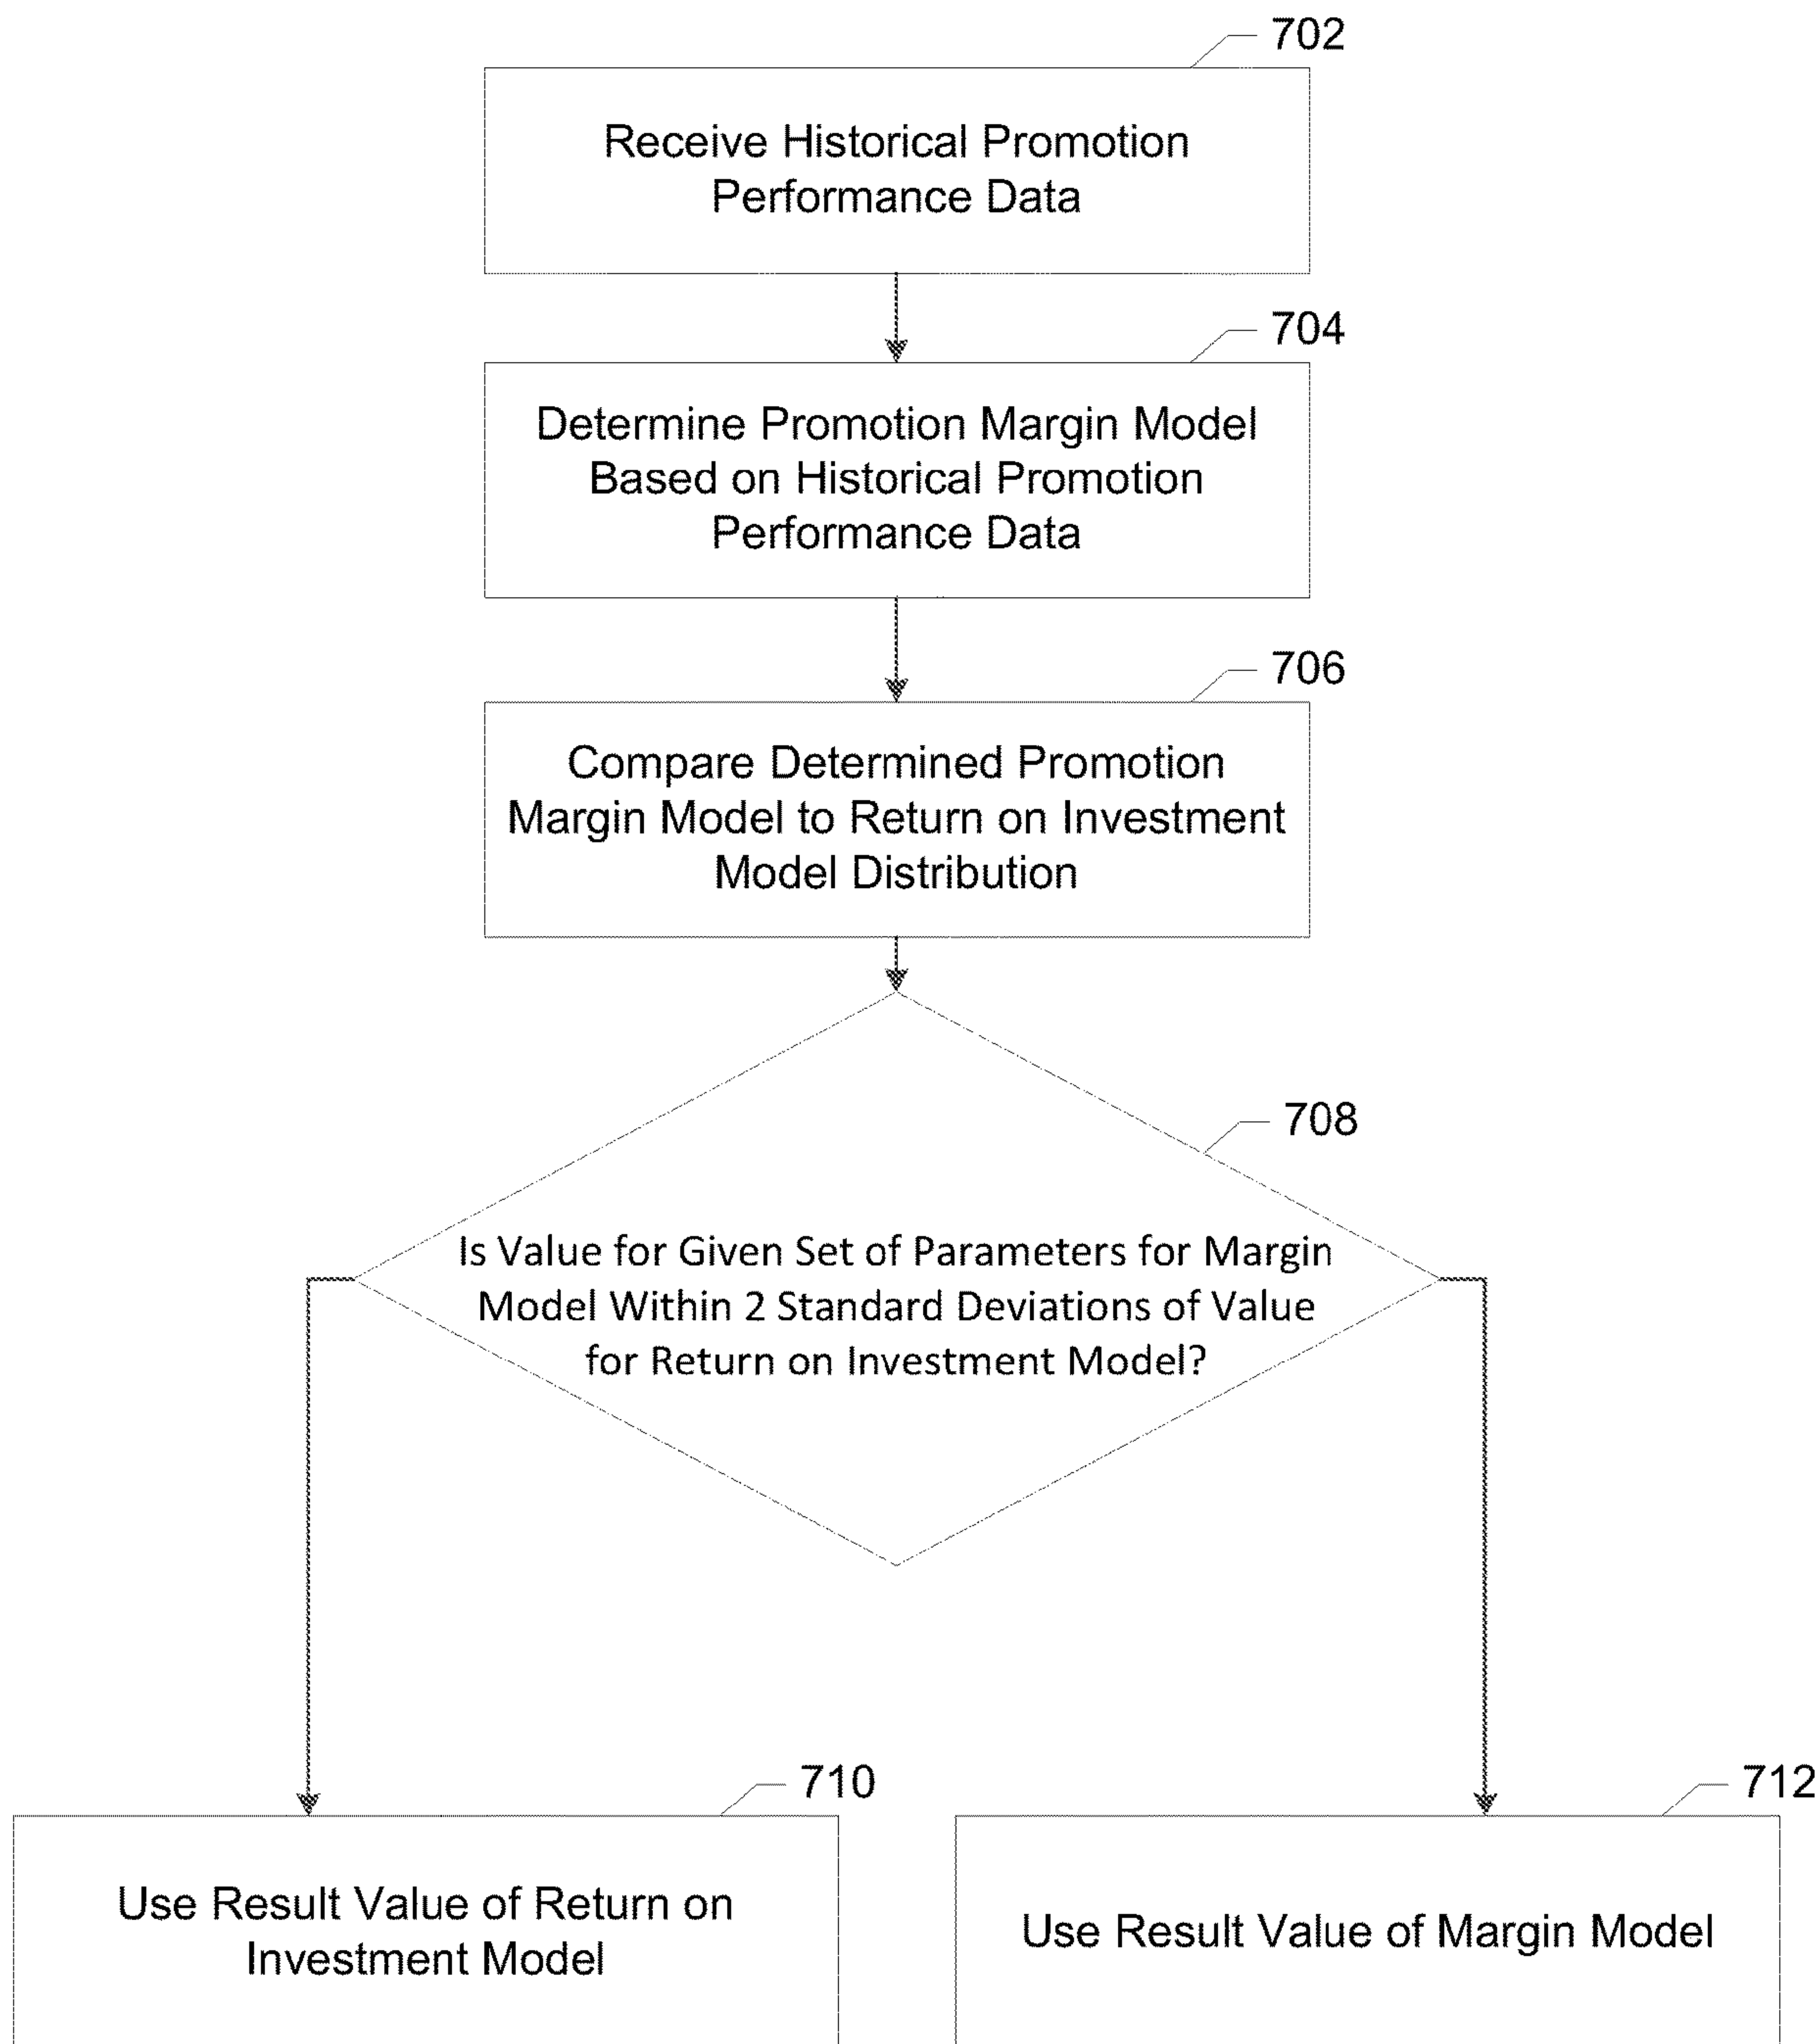 702
Receive Historical Promotion
Performance Data
704
Determine Promotion Margin Model
Based on Historical Promotion
Performance Data
706
Compare Determined Promotion
Margin Model to Return on Investment
Model Distribution
708
Is Value for Given Set of Parameters for Margin
Model Within 2 Standard Deviations of Value
for Return on Investment Model?
710
Use Result Value of Return on
Investment Model
712
Use Result Value of Margin Model